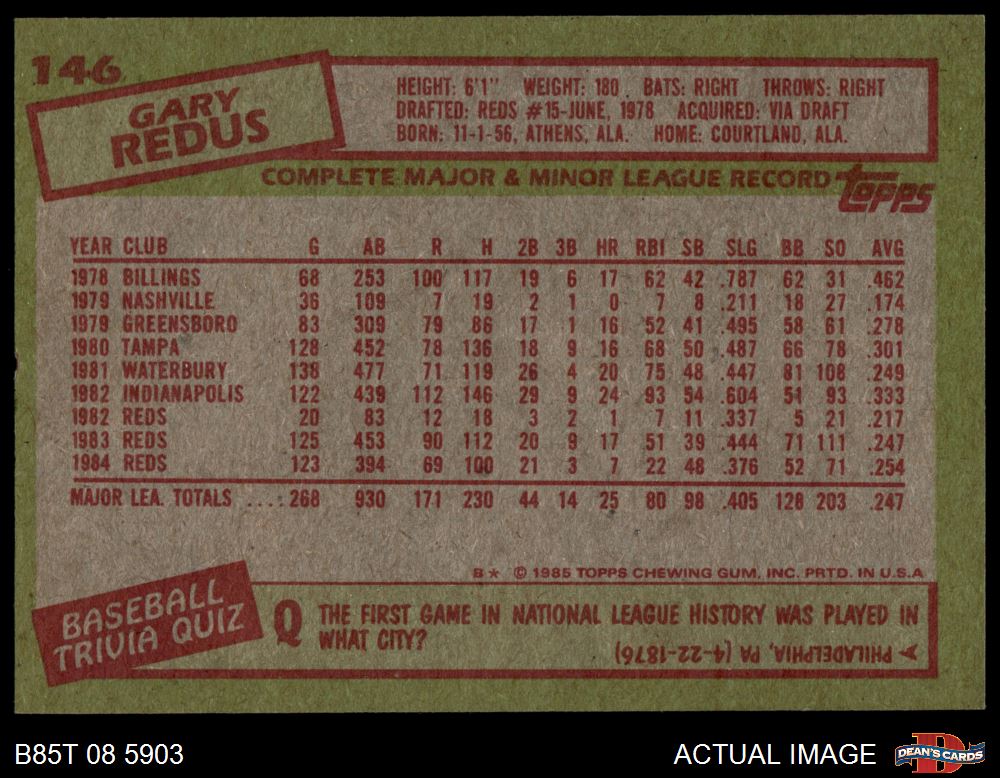 146
GARY
REDUS
HEIGHT: 6'1" WEIGHT: 180 BATS: RIGHT THROWS: RIGHT
DRAFTED: REDS #15-JUNE, 1978 ACQUIRED: VIA DRAFT
BORN: 11-1-56, ATHENS, ALA. HOME: COURTLAND, ALA.
COMPLETE MAJOR & MINOR LEAGUE RECORD topps
YEAR CLUB G AB R H 2B 3B HR RBI SB SLG BB SO AVG
1978 BILLINGS 68 253 100 117 19 6 17 62 42 .787 62 31 .462
1979 NASHVILLE 36 109 7 19 2 1 0 7 8 .211 18 27 .174
1979 GREENSBORO 83 309 79 86 17 1 16 52 41 .495 58 61 .278
1980 TAMPA 128 452 78 136 18 9 16 68 50 .487 66 78 .301
1981 WATERBURY 138 477 71 119 26 4 20 75 48 .447 81 108 .249
1982 INDIANAPOLIS 122 439 112 146 29 9 24 93 54 .604 51 93 .333
1982 REDS 20 83 12 18 3 2 1 7 11 .337 5 21 .217
1983 REDS 125 453 90 112 20 9 17 51 39 .444 71 111 .247
1984 REDS 123 394 69 100 21 3 7 22 48 .376 52 71 .254
MAJOR LEA. TOTALS ....268 930 171 230 44 14 25 80 98 .405 128 203 .247
B* © 1985 TOPPS CHEWING GUM, INC. PRTD. IN U.S.A
BASEBALL
TRIVIA QUIZ
Q THE FIRST GAME IN NATIONAL LEAGUE HISTORY WAS PLAYED IN
WHAT CITY?
A PHILADELPHIA, PA (4-22-1876)
B85T 08 5903
ACTUAL IMAGE
DEAN'S CARDS